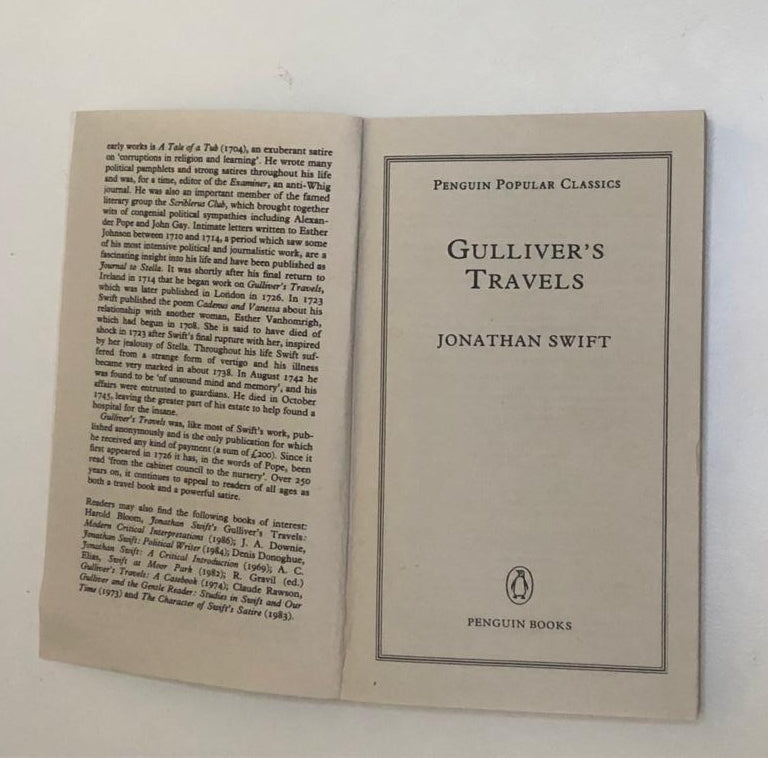 early works is A Tale of a Tub (1704), an exuberant satire
on 'corruptions in religion and learning'. He wrote many
political pamphlets and strong satires throughout his life
and was, for a time, editor of the Examiner, an anti-Whig
journal. He was also an important member of the famed
literary group the Scriblerus Club, which brought together
wits of congenial political sympathies including Alexan-
der Pope and John Gay. Intimate letters written to Esther
Johnson between 1710 and 1714, a period which saw some
of his most intensive political and journalistic work, are a
fascinating insight into his life and have been published as
Journal to Stella. It was shortly after his final return to
Ireland in 1714 that he began work on Gulliver's Travels,
which was later published in London in 1726. In 1723
Swift published the poem Cadenus and Vanessa about his
relationship with another woman, Esther Vanhomrigh,
which had begun in 1708. She is said to have died of
shock in 1723 after Swift's final rupture with her, inspired
by her jealousy of Stella. Throughout his life Swift suf-
fered from a strange form of vertigo and his illness
became very marked in about 1738. In August 1742 he
was found to be 'of unsound mind and memory', and his
affairs were entrusted to guardians. He died in October
1745, leaving the greater part of his estate to help found a
hospital for the insane.
Gulliver's Travels was, like most of Swift's work, pub-
lished anonymously and is the only publication for which
he received any kind of payment (a sum of £200). Since it
first appeared in 1726 it has, in the words of Pope, been
read 'from the cabinet council to the nursery'. Over 250
years on, it continues to appeal to readers of all ages as
both a travel book and a powerful satire.
Readers may also find the following books of interest:
Harold Bloom, Jonathan Swift's Gulliver's Travels:
Modern Critical Interpretations (1986); J. A. Downie,
Jonathan Swift: Political Writer (1984); Denis Donoghue,
Jonathan Swift: A Critical Introduction (1969); A. C.
Elias, Swift at Moor Park (1982); R. Gravil (ed.)
Gulliver's Travels: A Casebook (1974); Claude Rawson,
Gulliver and the Gentle Reader: Studies in Swift and Our
Time (1973) and The Character of Swift's Satire (1983).
PENGUIN POPULAR CLASSICS
GULLIVER'S
TRAVELS
JONATHAN SWIFT
PENGUIN BOOKS